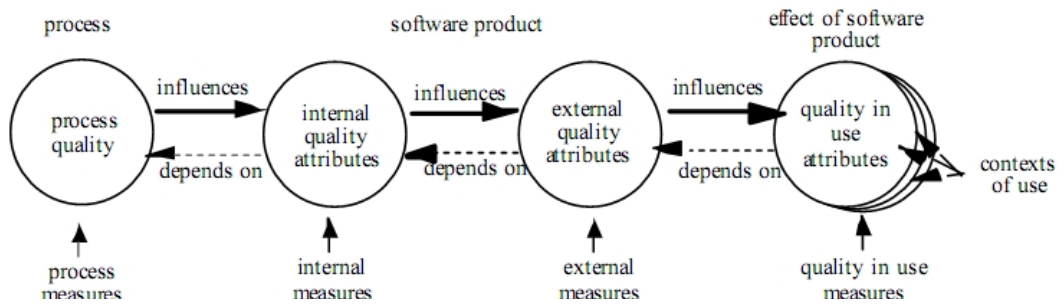 process
software product
effect of software
product
influences
influences
influences
process
quality
internal
quality
attributes
external
quality
attributes
quality in
use
attributes
depends on
depends on
depends on
contexts
of use
process
measures
internal
measures
external
measures
quality in use
measures